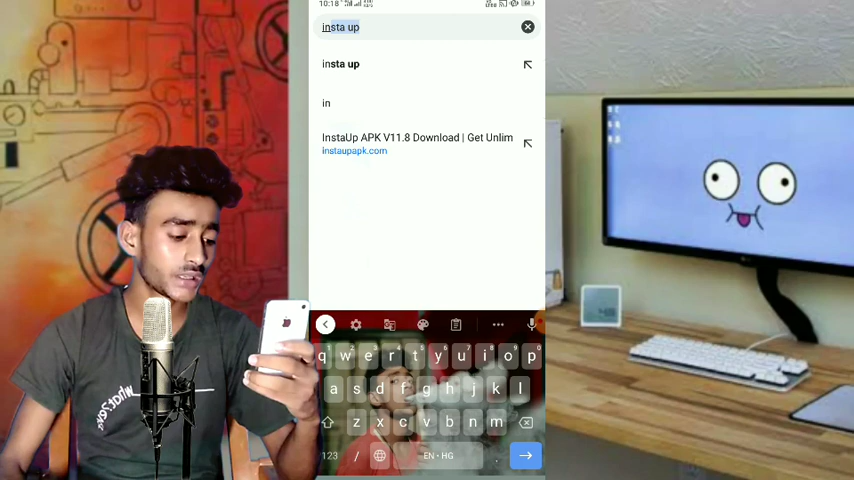 10:18
insta up
insta up
in
InstaUp APK V11.8 Download | Get Unlim
instaupapk.com
q w e r t y u i o p
a s d f g h j k l
z x c v b n m
123 / EN • HG .